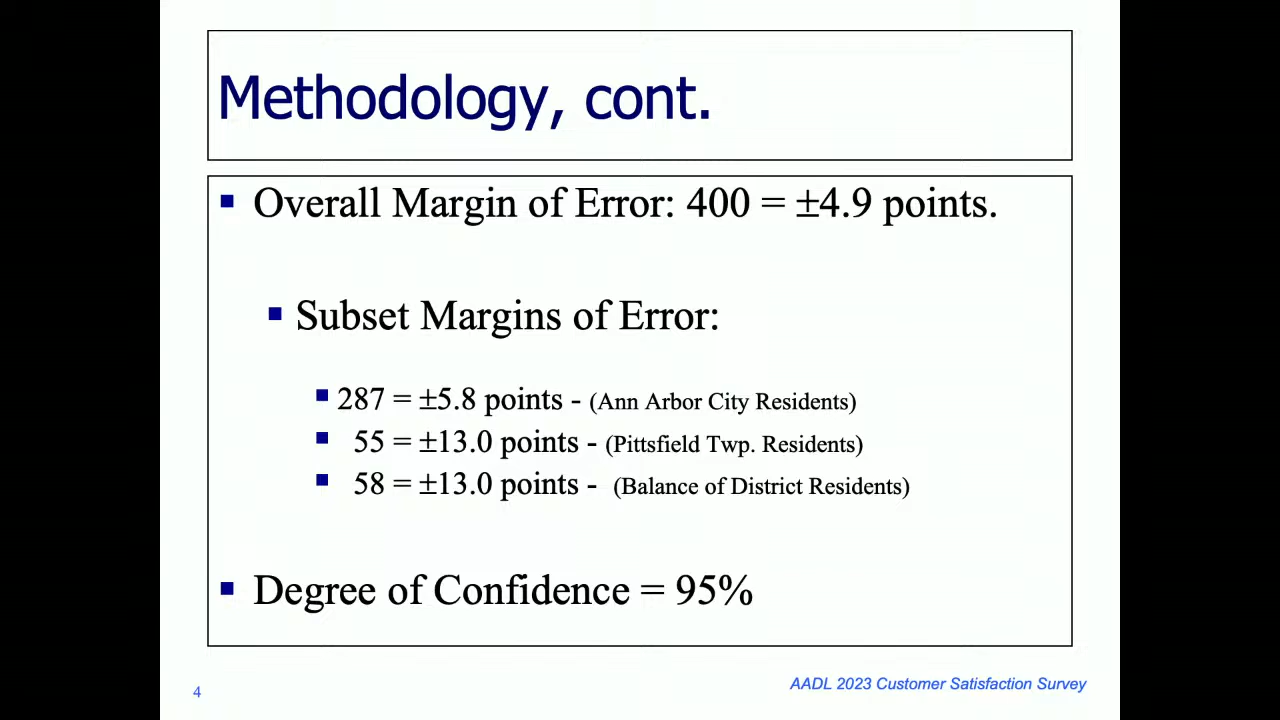 Methodology, cont.
▪ Overall Margin of Error: 400 = ±4.9 points.
▪ Subset Margins of Error:
▪ 287 = ±5.8 points - (Ann Arbor City Residents)
▪ 55 = ±13.0 points - (Pittsfield Twp. Residents)
▪ 58 = ±13.0 points - (Balance of District Residents)
▪ Degree of Confidence = 95%
4
AADL 2023 Customer Satisfaction Survey